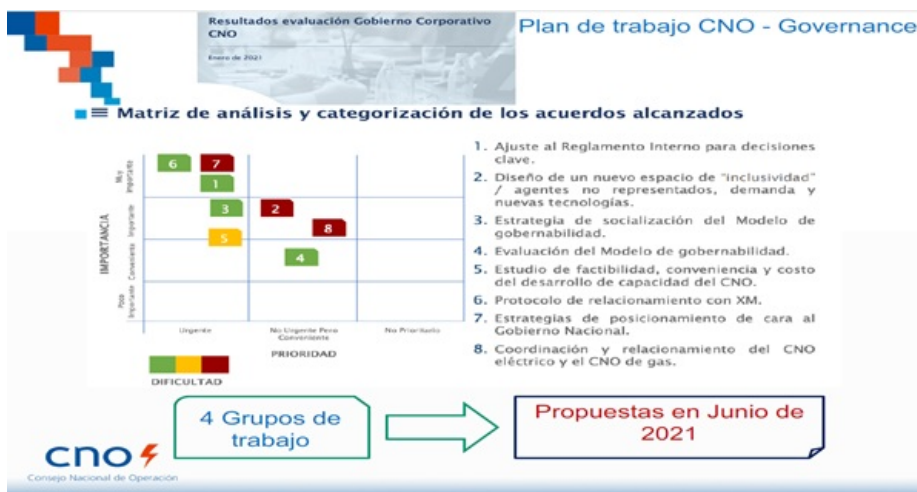 Resultados evaluación Gobierno Corporativo
CNO
Enero de 2021
Plan de trabajo CNO - Governance
Matriz de análisis y categorización de los acuerdos alcanzados
IMPORTANCIA
Muy
Importante
Importante
Conveniente
Poco
Importante
6
7
1
3
2
8
5
4
Urgente
No Urgente Pero
Conveniente
No Prioritario
PRIORIDAD
DIFICULTAD
1. Ajuste al Reglamento Interno para decisiones
clave.
2. Diseño de un nuevo espacio de "inclusividad"
/ agentes no representados, demanda y
nuevas tecnologías.
3. Estrategia de socialización del Modelo de
gobernabilidad.
4. Evaluación del Modelo de gobernabilidad.
5. Estudio de factibilidad, conveniencia y costo
del desarrollo de capacidad del CNO.
6. Protocolo de relacionamiento con XM.
7. Estrategias de posicionamiento de cara al
Gobierno Nacional.
8. Coordinación y relacionamiento del CNO
eléctrico y el CNO de gas.
4 Grupos de
trabajo
Propuestas en Junio de
2021
cno
Consejo Nacional de Operación